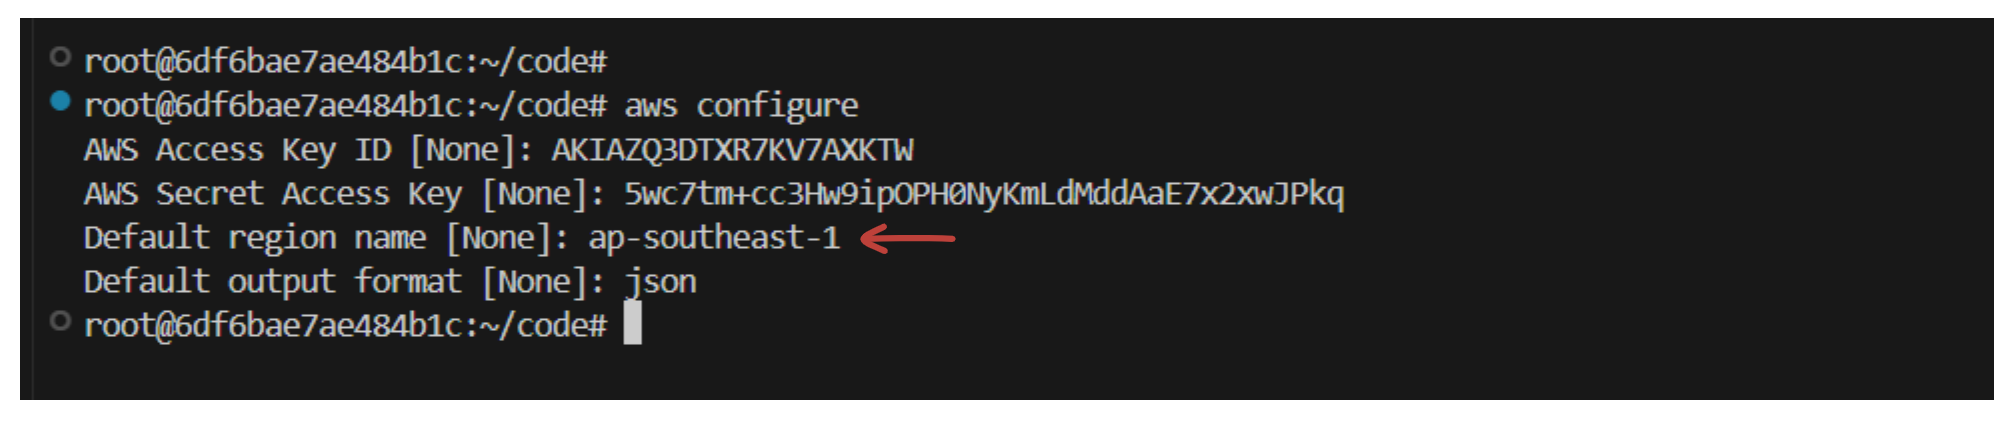 root@6df6bae7ae484b1c:~/code#
root@6df6bae7ae484b1c:~/code# aws configure
AWS Access Key ID [None]: AKIAZQ3DTXR7KV7AXKTW
AWS Secret Access Key [None]: 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
Default region name [None]: ap-southeast-1
Default output format [None]: json
root@6df6bae7ae484b1c:~/code#